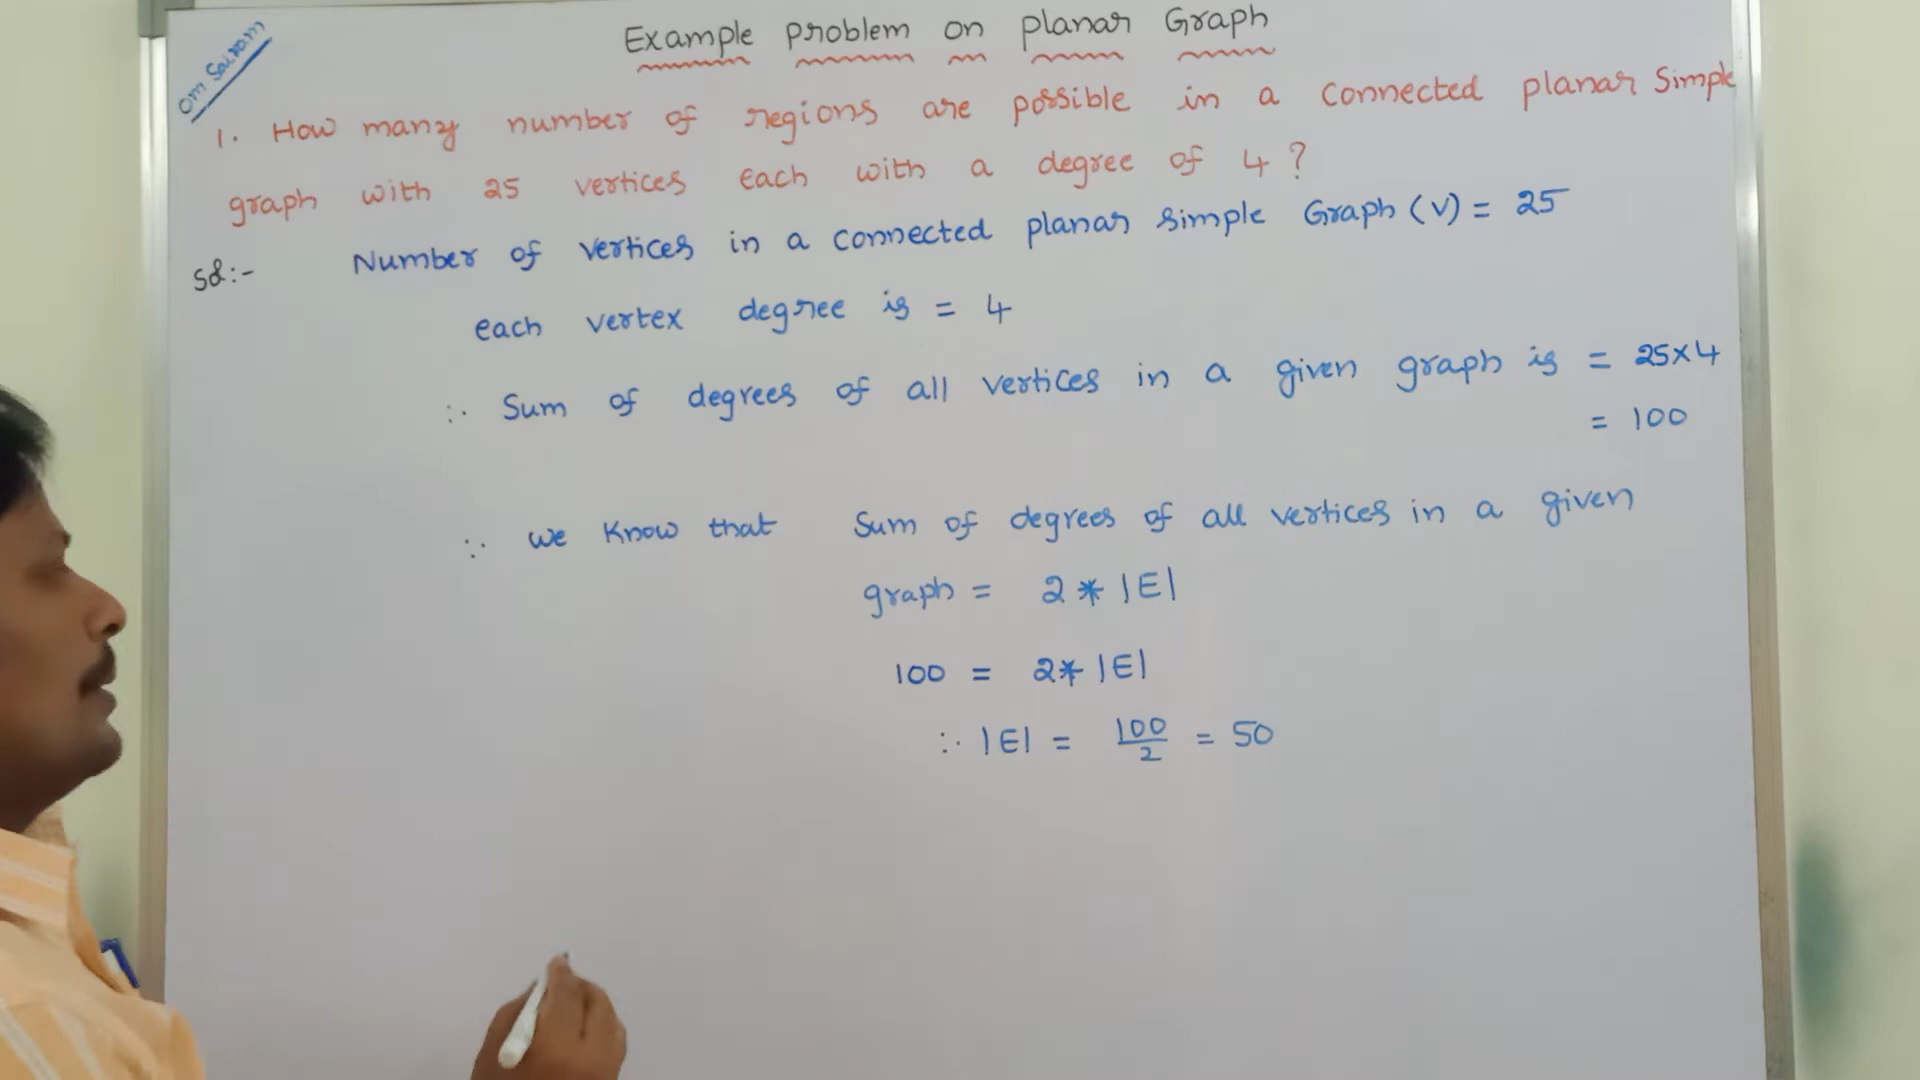 Om Sai ram
Example problem on planar Graph
1. How many number of regions are possible in a connected planar Simple
graph with 25 vertices each with a degree of 4?
Sol:- Number of vertices in a connected planar simple Graph (V) = 25
each vertex degree is = 4
∴ Sum of degrees of all vertices in a given graph is = 25×4
= 100
∵ we know that Sum of degrees of all vertices in a given
graph = 2 * |E|
100 = 2* |E|
∴ |E| = 100/2 = 50